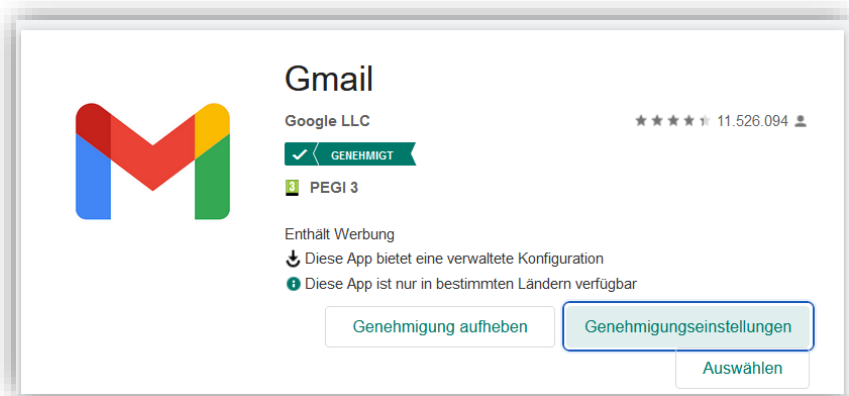 Gmail
Google LLC
11.526.094
GENEHMIGT
3 PEGI 3
Enthält Werbung
Diese App bietet eine verwaltete Konfiguration
Diese App ist nur in bestimmten Ländern verfügbar
Genehmigung aufheben
Genehmigungseinstellungen
Auswählen